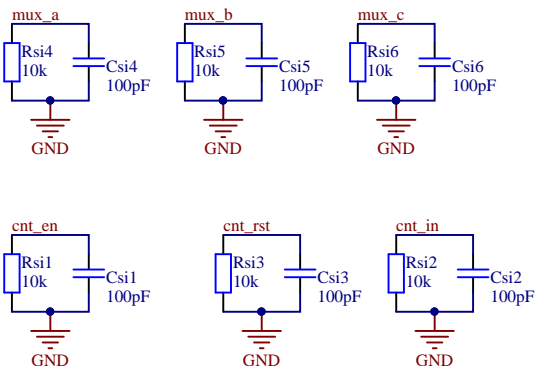 mux_a
Rsi4
10k
Csi4
100pF
GND
mux_b
Rsi5
10k
Csi5
100pF
GND
mux_c
Rsi6
10k
Csi6
100pF
GND
cnt_en
Rsi1
10k
Csi1
100pF
GND
cnt_rst
Rsi3
10k
Csi3
100pF
GND
cnt_in
Rsi2
10k
Csi2
100pF
GND